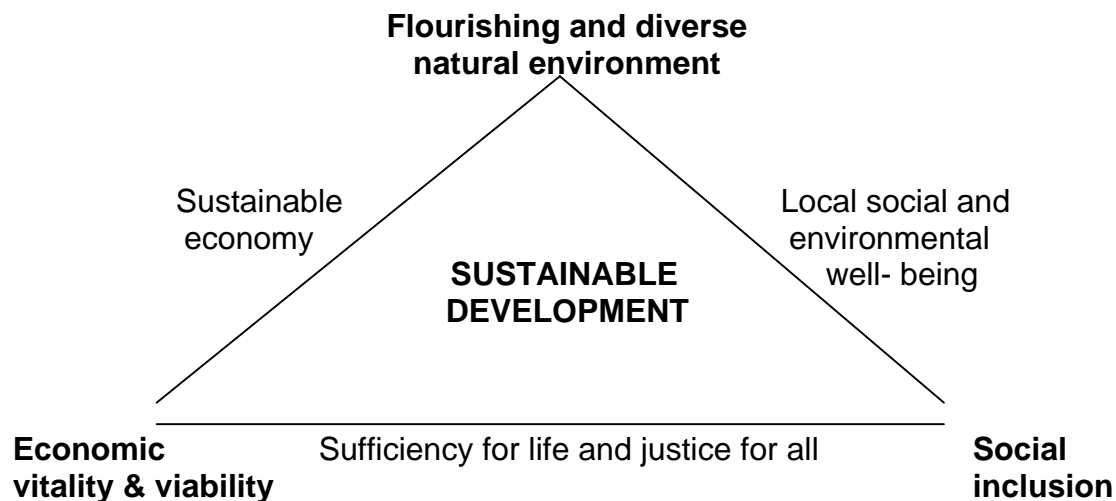 Flourishing and diverse
natural environment
Sustainable
economy
Local social and
environmental
well- being
SUSTAINABLE
DEVELOPMENT
Economic
vitality & viability
Sufficiency for life and justice for all
Social
inclusion